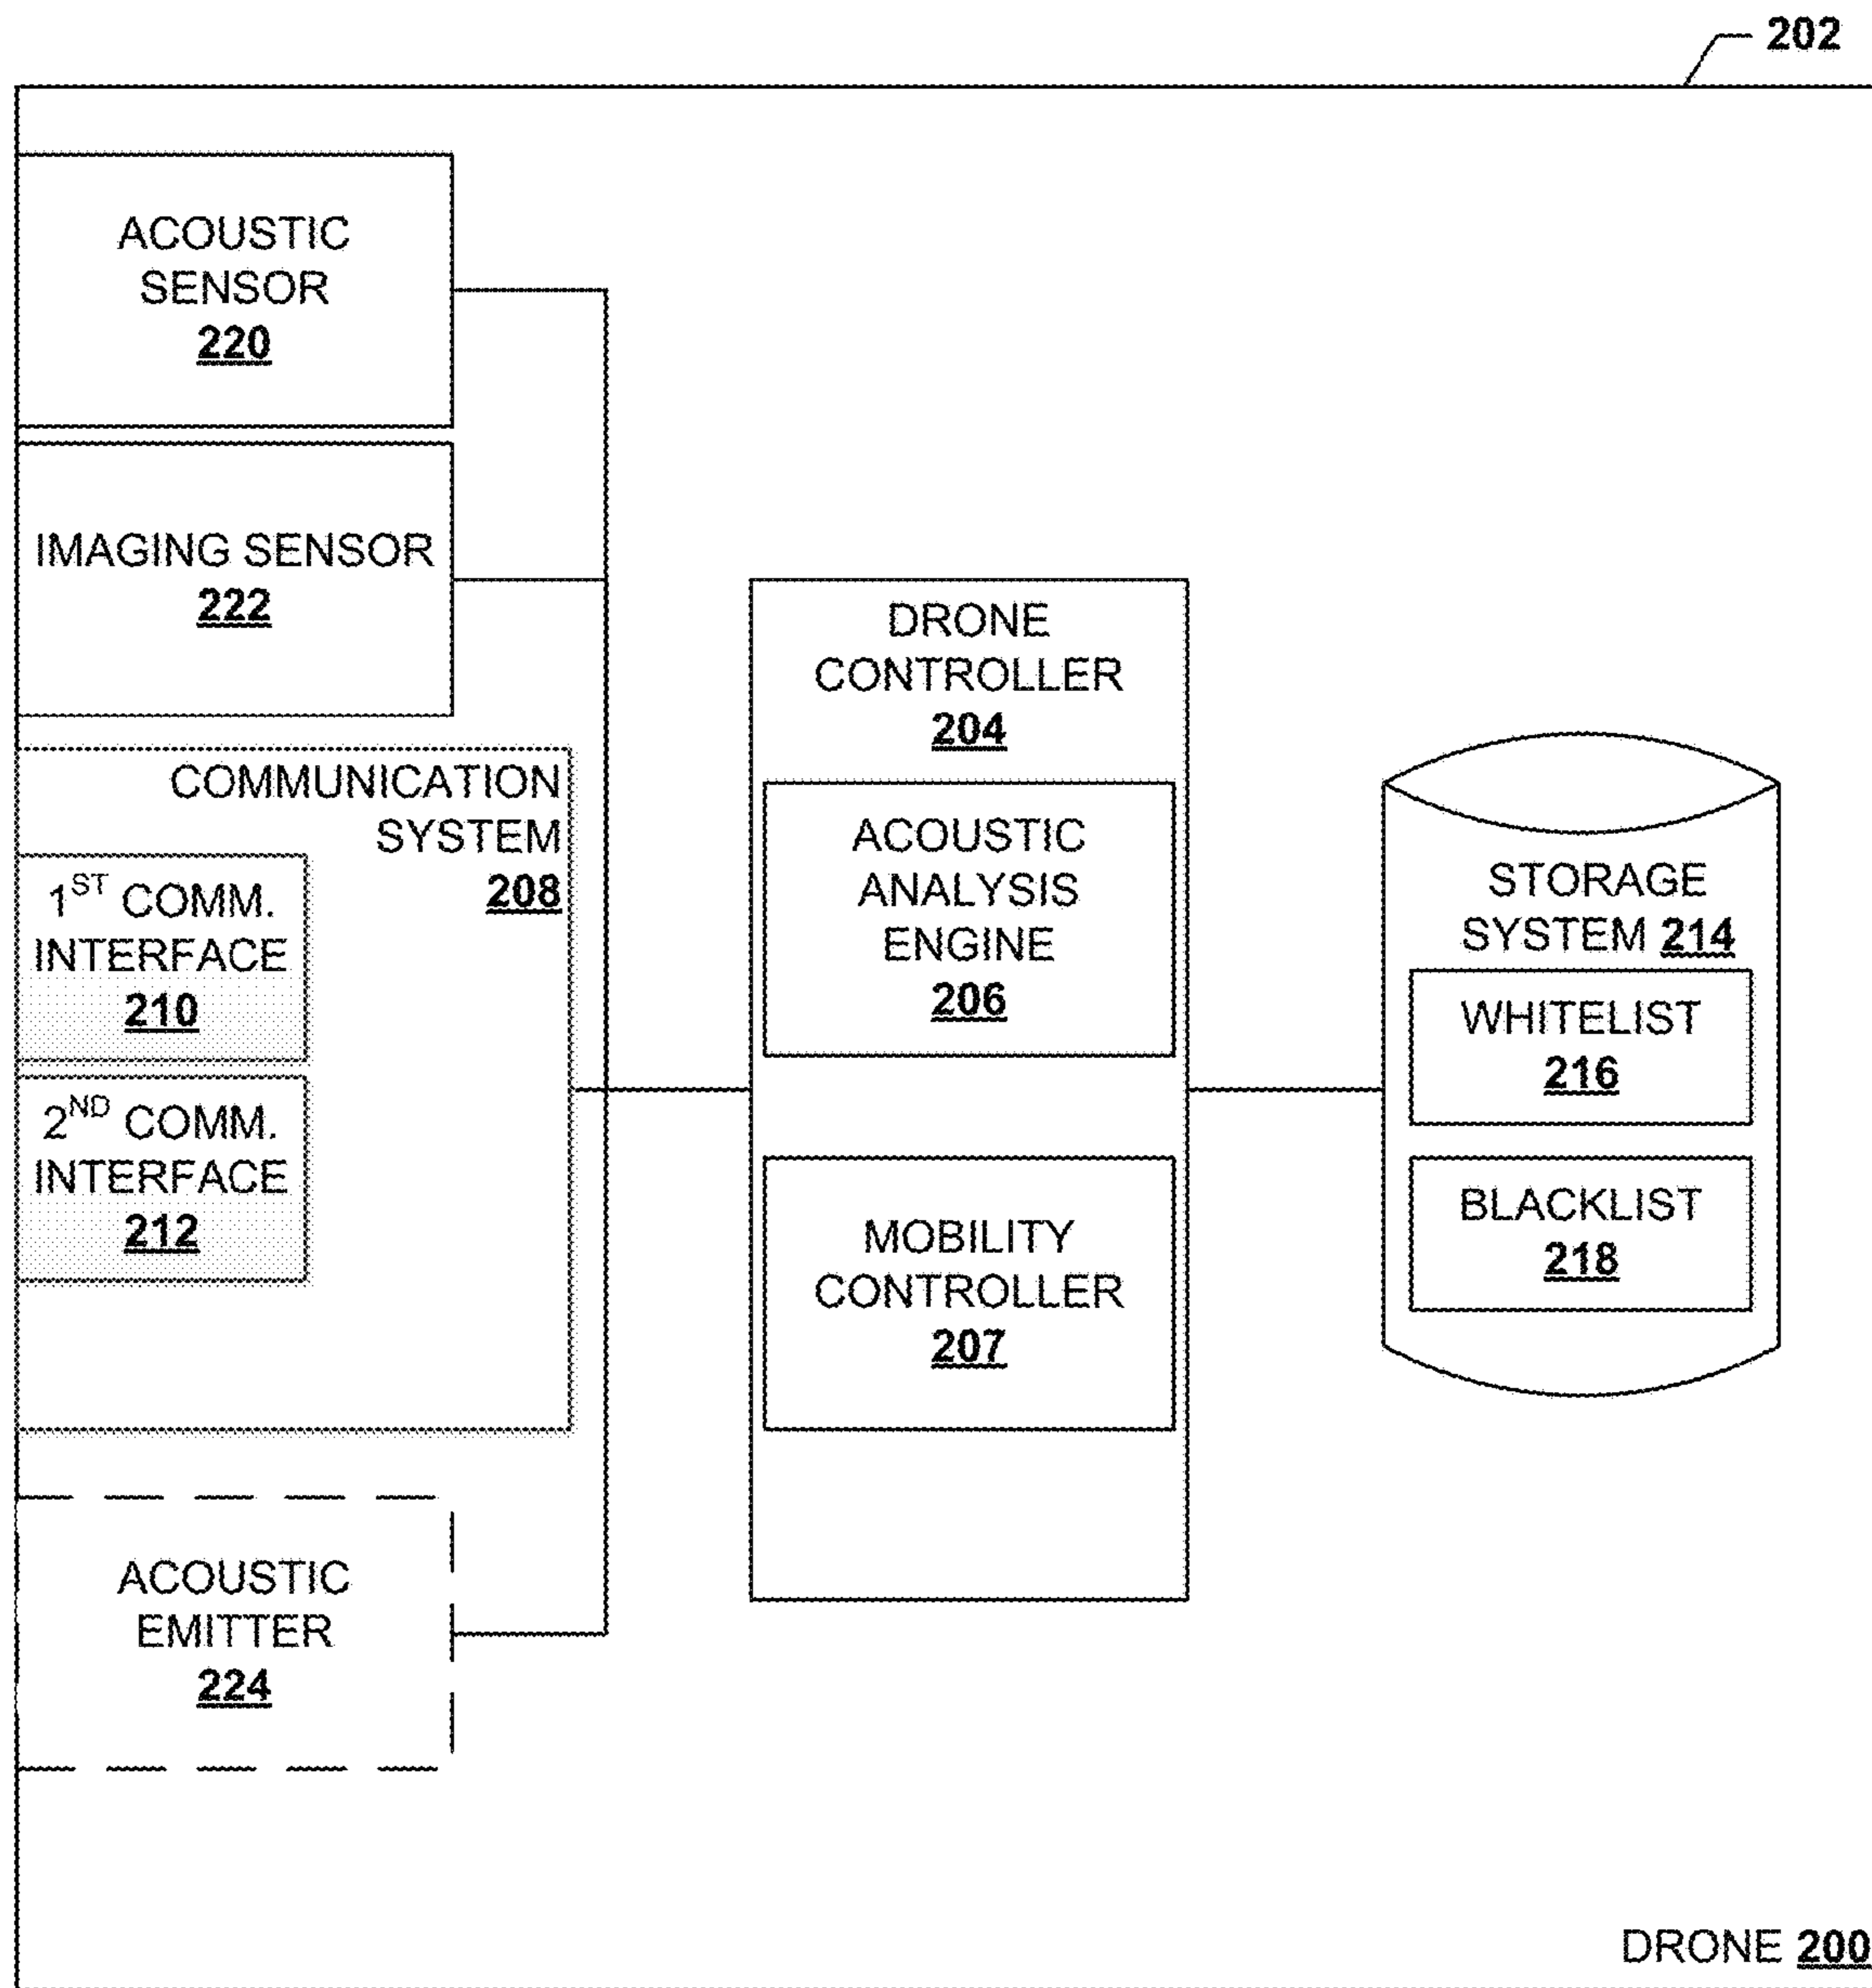 202
ACOUSTIC
SENSOR
220
IMAGING SENSOR
222
COMMUNICATION
SYSTEM
208
1ST COMM.
INTERFACE
210
2ND COMM.
INTERFACE
212
ACOUSTIC
EMITTER
224
DRONE
CONTROLLER
204
ACOUSTIC
ANALYSIS
ENGINE
206
MOBILITY
CONTROLLER
207
STORAGE
SYSTEM 214
WHITELIST
216
BLACKLIST
218
DRONE 200